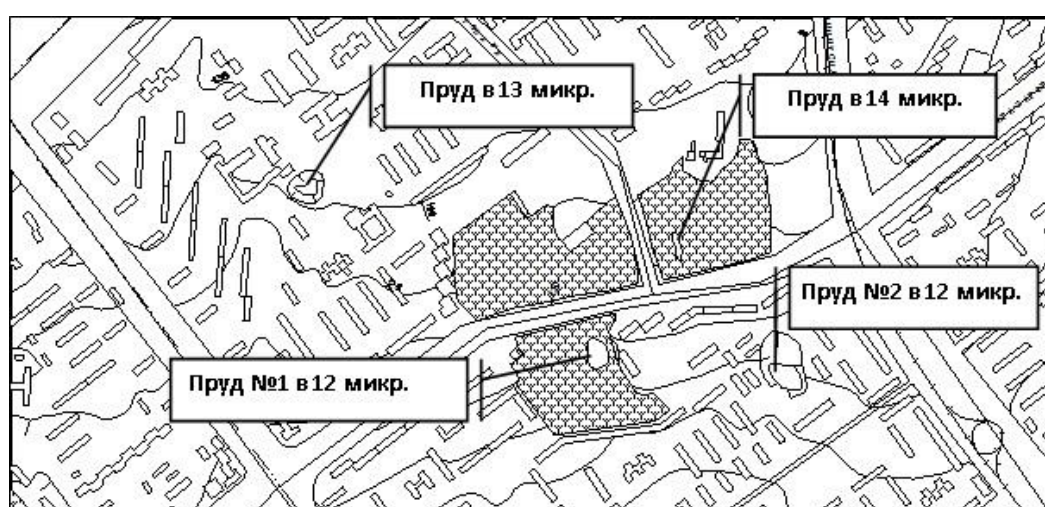 Пруд в 13 микр.
Пруд в 14 микр.
Пруд №2 в 12 микр.
Пруд №1 в 12 микр.